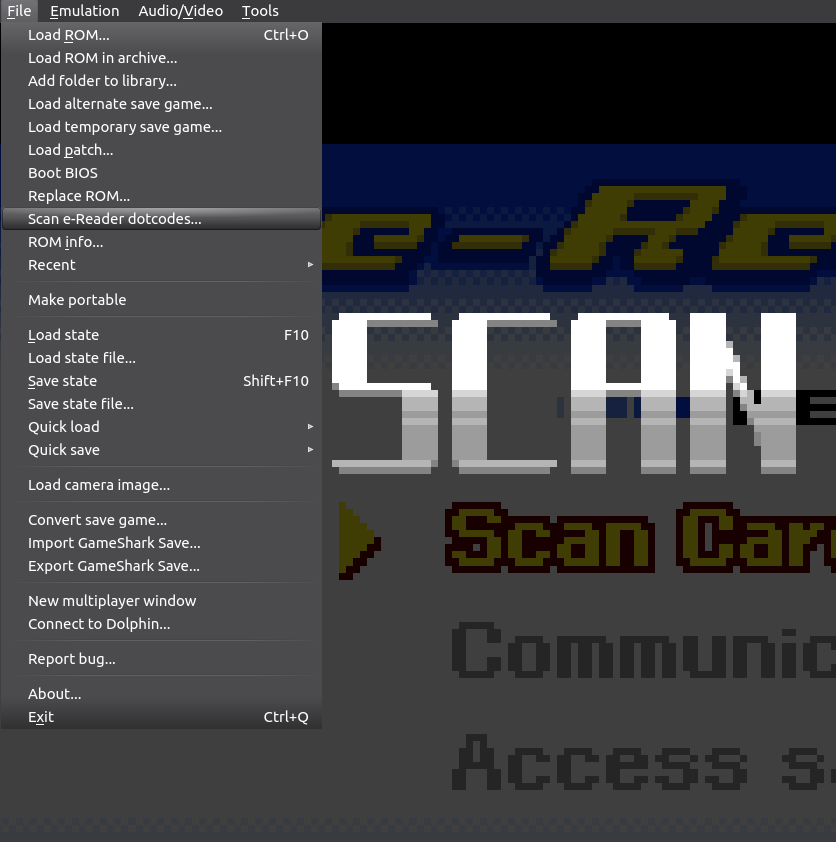 File Emulation Audio/Video Tools
Load ROM... Ctrl+O
Load ROM in archive...
Add folder to library...
Load alternate save game...
Load temporary save game...
Load patch...
Boot BIOS
Replace ROM...
Scan e-Reader dotcodes...
ROM info...
Recent
Make portable
Load state F10
Load state file...
Save state Shift+F10
Save state file...
Quick load
Quick save
Load camera image...
Convert save game...
Import GameShark Save...
Export GameShark Save...
New multiplayer window
Connect to Dolphin...
Report bug...
About...
Exit Ctrl+Q
e-Re
SCAN
Scan Car
Communic
Access s